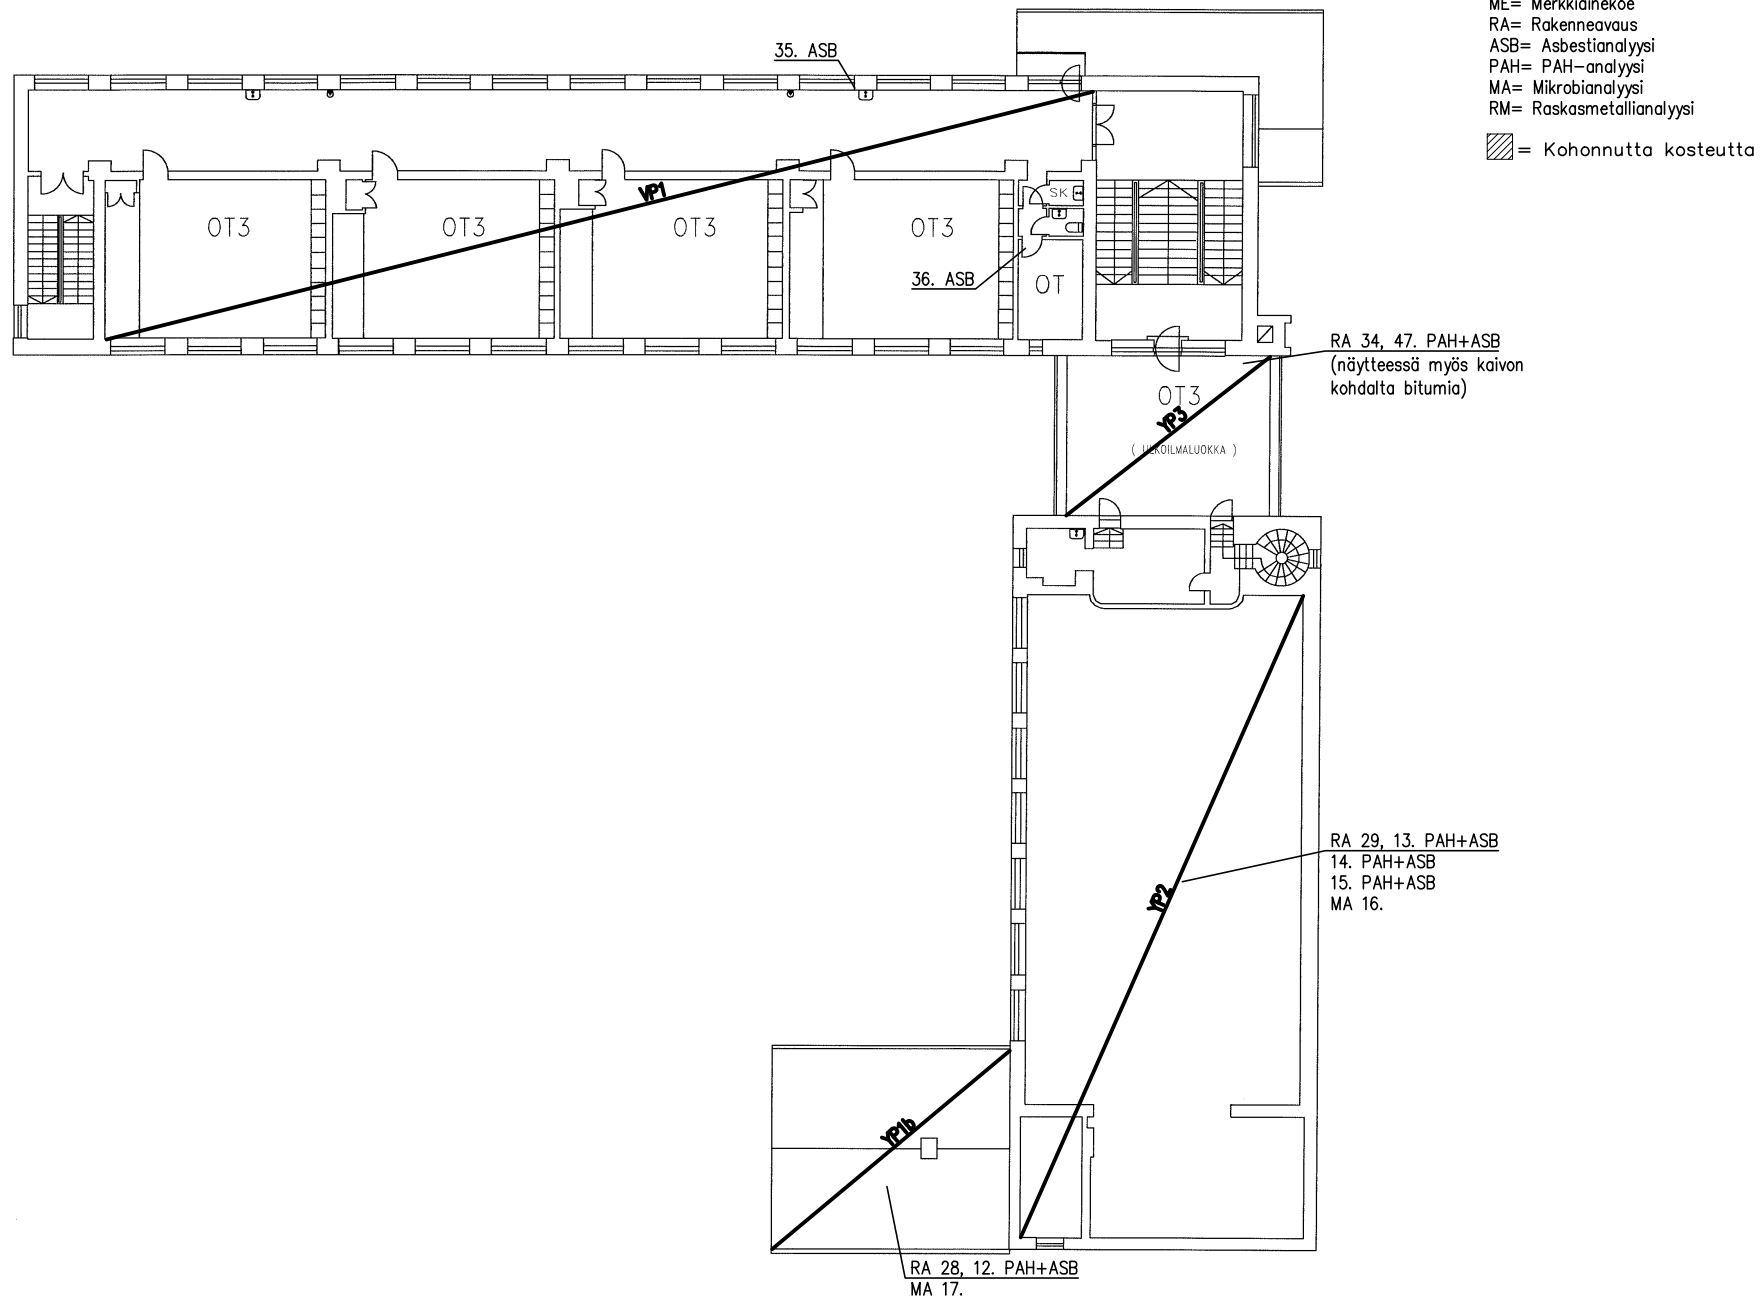 ME= Merkkiainekoe
RA= Rakenneavaus
ASB= Asbestianalyysi
PAH= PAH-analyysi
MA= Mikrobianalyysi
RM= Raskasmetallianalyysi
= Kohonnutta kosteutta
35. ASB
VP1
SK
OT3
OT3
OT3
OT3
36. ASB
OT
RA 34, 47. PAH+ASB
(näytteessä myös kaivon
kohdalta bitumia)
OT3
YP3
( ULKOILMALUOKKA )
RA 29, 13. PAH+ASB
14. PAH+ASB
15. PAH+ASB
MA 16.
YP2
YP1b
RA 28, 12. PAH+ASB
MA 17.